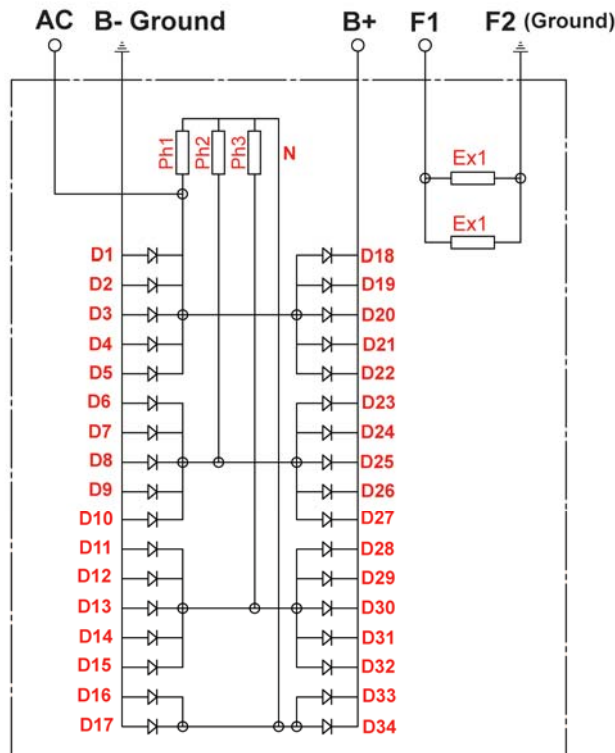 AC B- Ground B+ F1 F2 (Ground)
Ph1 Ph2 Ph3 N
Ex1
Ex1
D1 D18
D2 D19
D3 D20
D4 D21
D5 D22
D6 D23
D7 D24
D8 D25
D9 D26
D10 D27
D11 D28
D12 D29
D13 D30
D14 D31
D15 D32
D16 D33
D17 D34